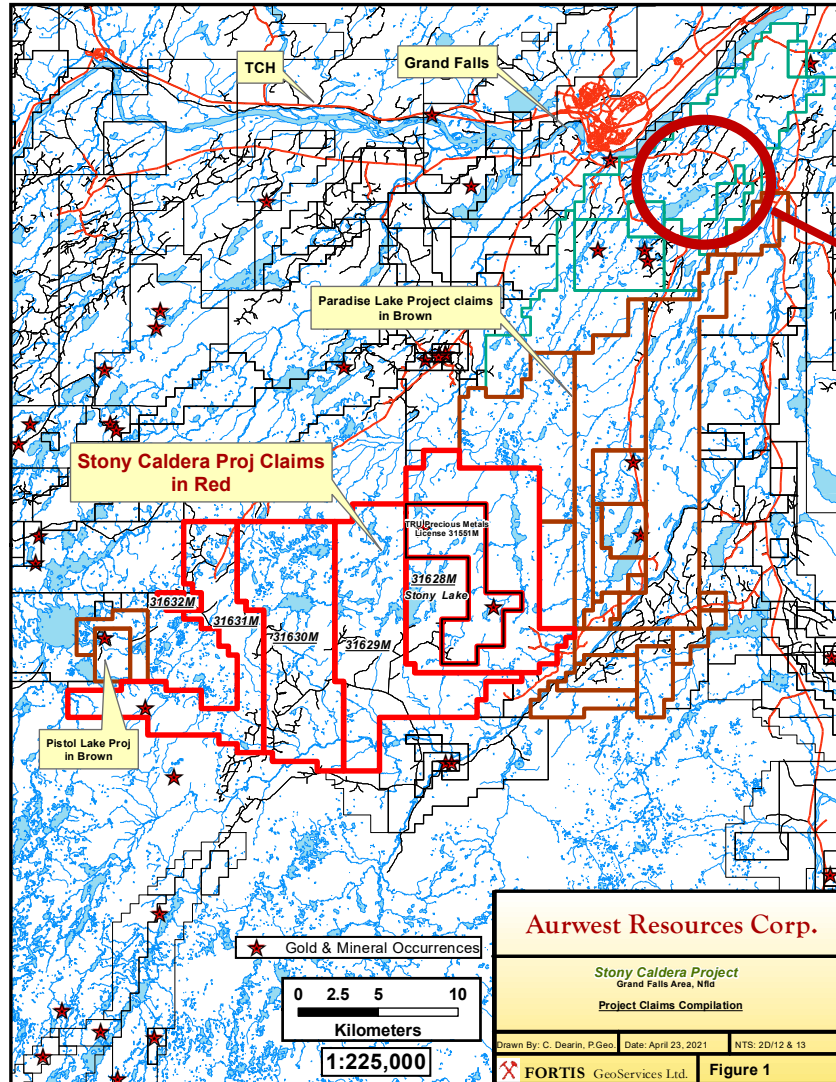 TCH
Grand Falls
Paradise Lake Project claims
in Brown
Stony Caldera Proj Claims
in Red
TRU Precious Metals
License 31551M
31628M
Stony Lake
31632M
31631M
31630M
31629M
Pistol Lake Proj
in Brown
Gold & Mineral Occurrences
0 2.5 5 10
Kilometers
1:225,000
Aurwest Resources Corp.
Stony Caldera Project
Grand Falls Area, Nfld
Project Claims Compilation
Drawn By: C. Dearin, P.Geo. Date: April 23, 2021 NTS: 2D/12 & 13
FORTIS GeoServices Ltd. Figure 1